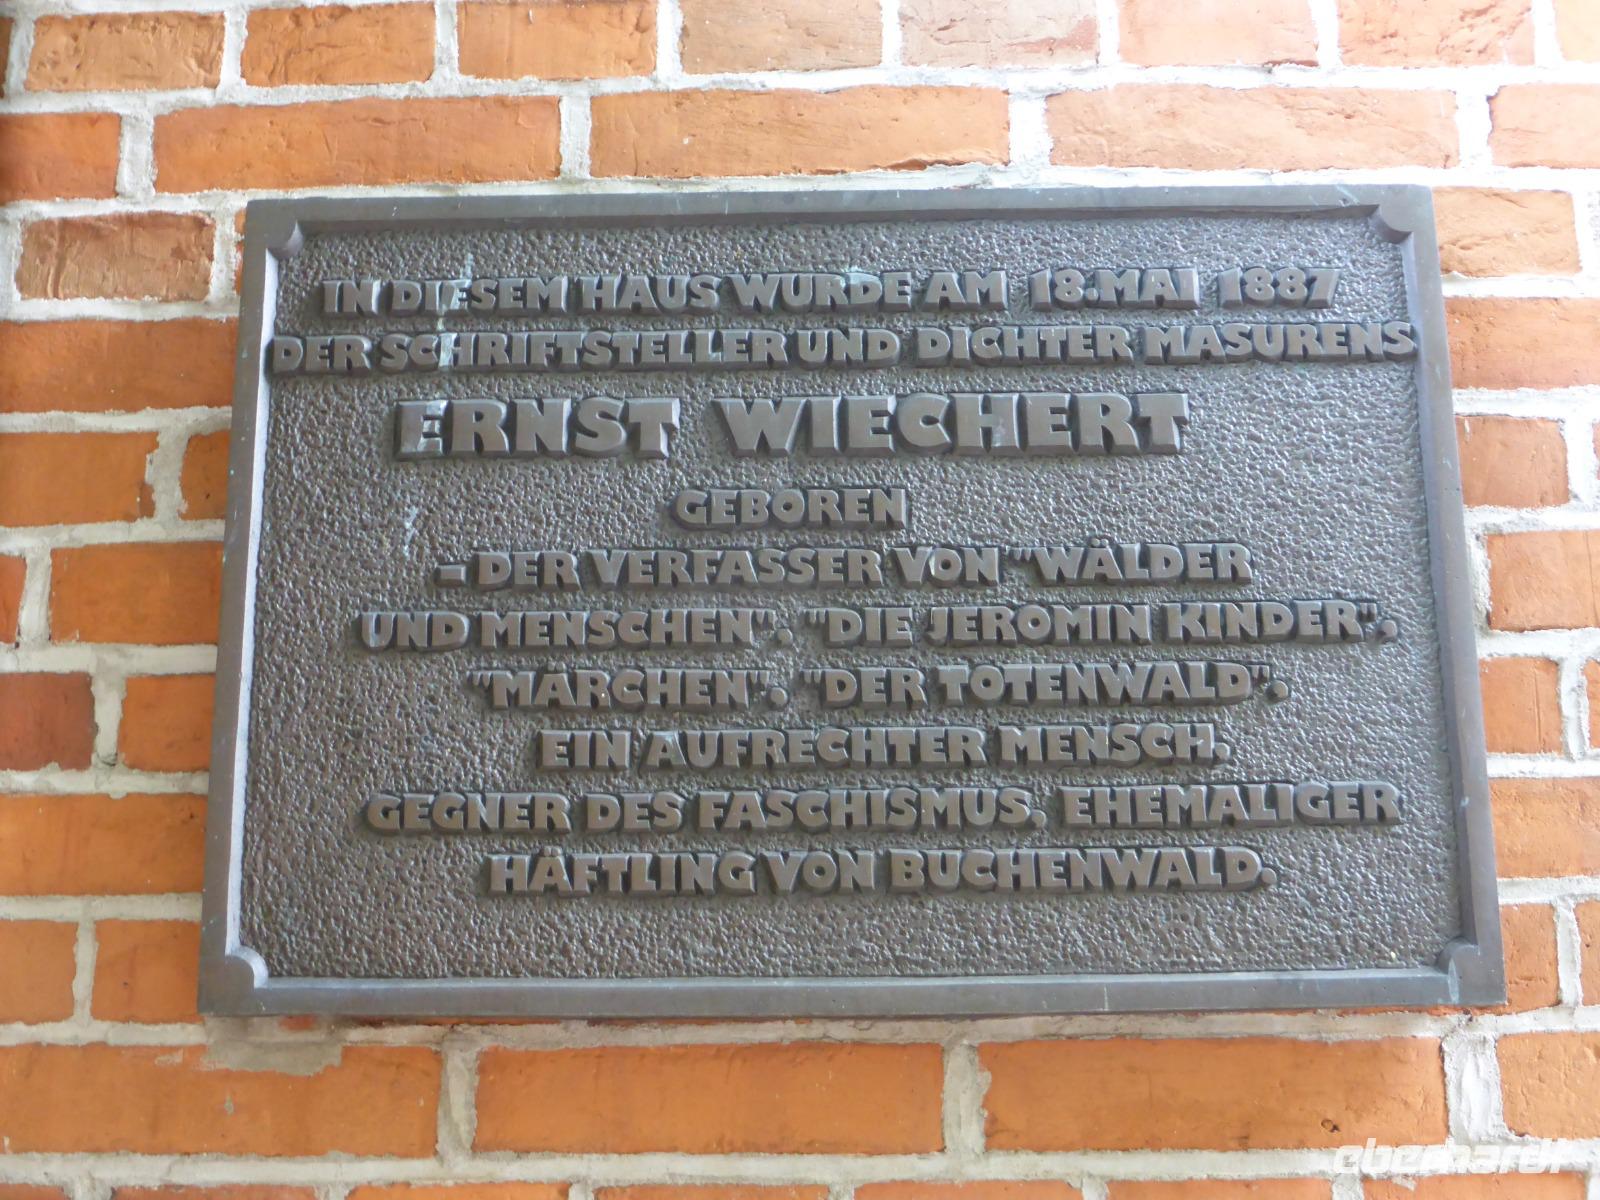 IN DIESEM HAUS WURDE AM 18.MAI 1887
DER SCHRIFTSTELLER UND DICHTER MASURENS
ERNST WIECHERT
GEBOREN
- DER VERFASSER VON "WÄLDER
UND MENSCHEN", "DIE JEROMIN KINDER",
"MÄRCHEN", "DER TOTENWALD",
EIN AUFRECHTER MENSCH,
GEGNER DES FASCHISMUS, EHEMALIGER
HÄFTLING VON BUCHENWALD.
eberhardt